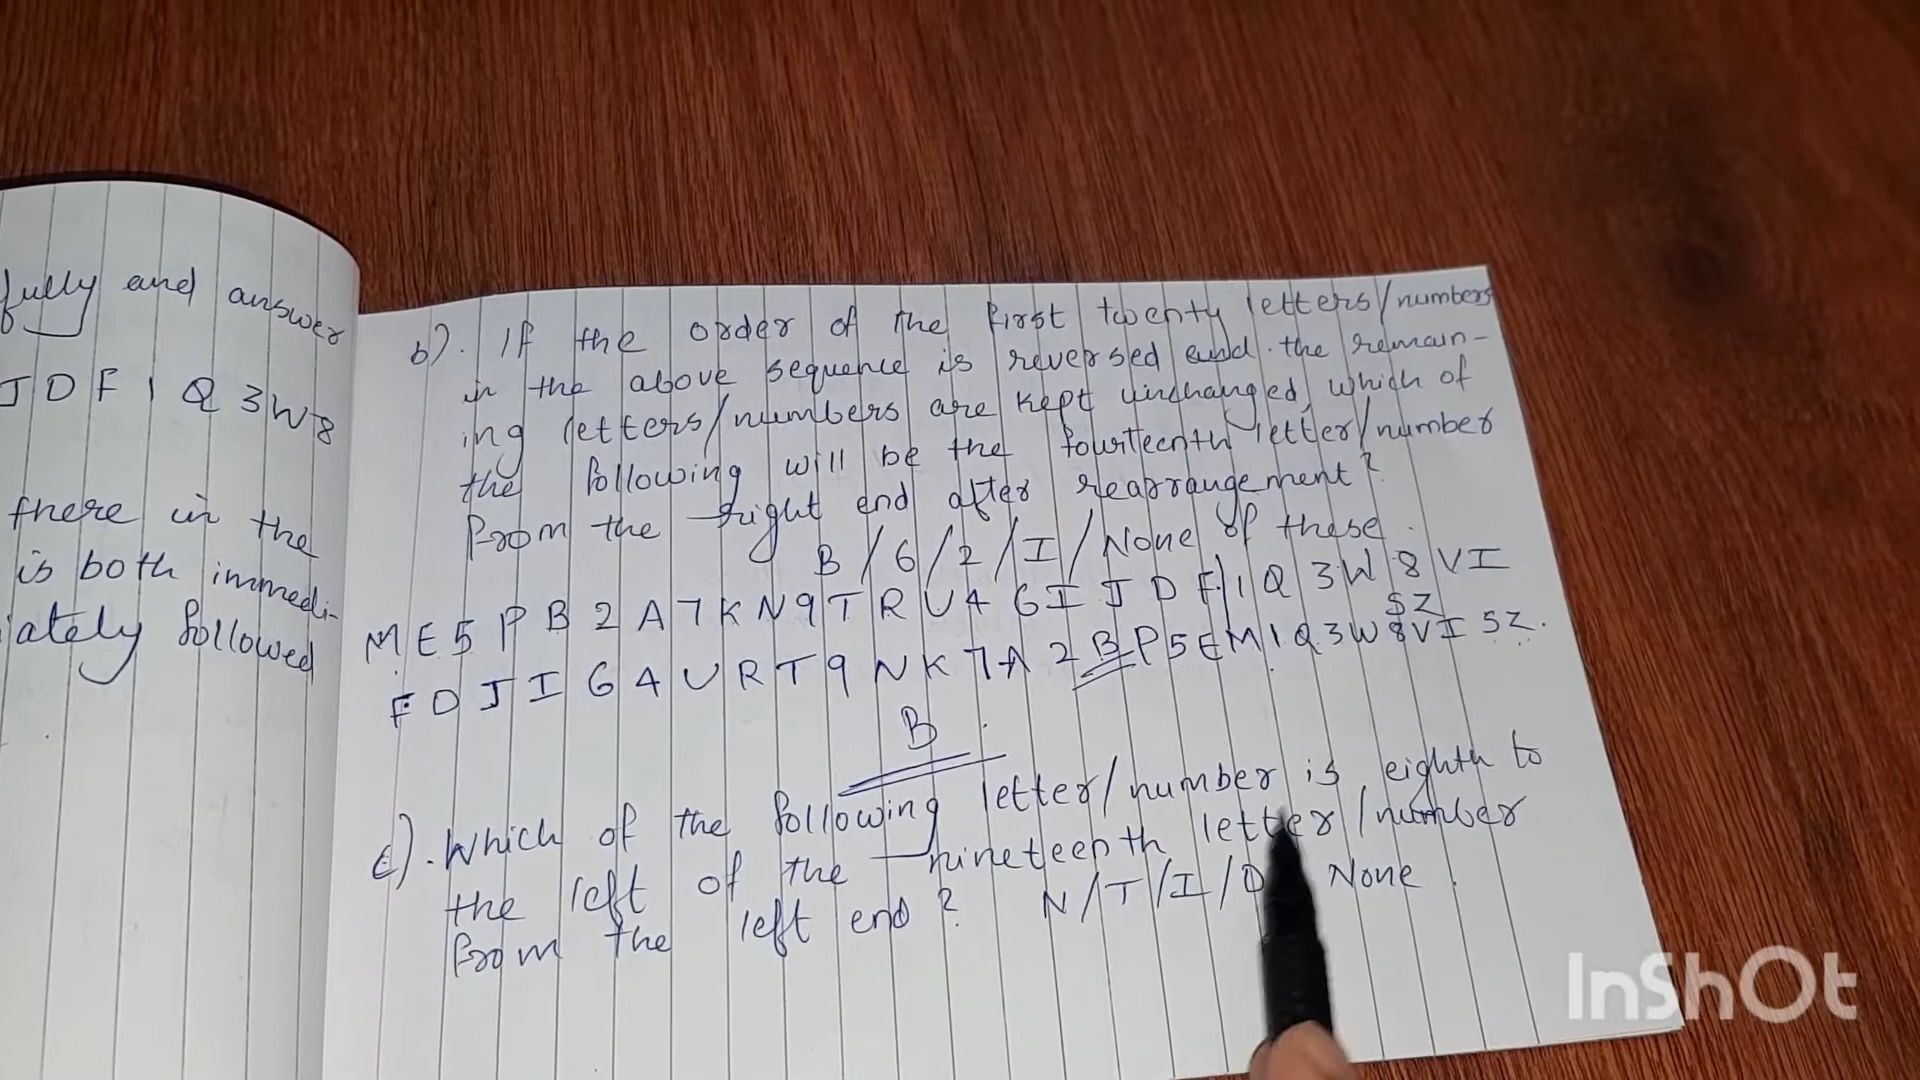 fully and answer
J D F 1 Q 3 W 8
there in the
is both immedi-
iately followed
b). If the order of the first twenty letters/numbers
in the above sequence is reversed and the remain-
ing letters/numbers are kept unchanged, which of
the following will be the fourteenth letter/number
from the right end after rearrangement?
B / 6 / 2 / I / None of these.
M E 5 P B 2 A 7 K N 9 T R U 4 6 I J D F 1 Q 3 W 8 V I
S Z
F D J I 6 4 U R T 9 N K 7 A 2 B P 5 E M 1 Q 3 W 8 V I S Z.
B
c). Which of the following letter/number is eighth to
the left of the nineteenth letter/number
from the left end? N / T / I / D None
InShOt